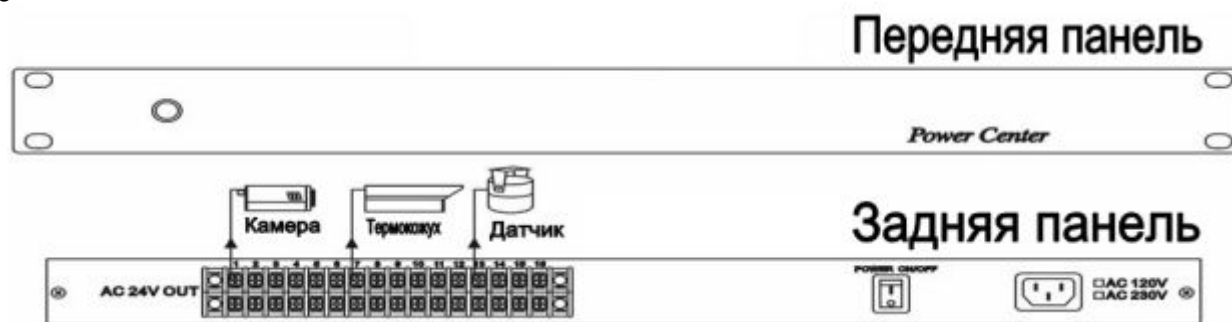 Передняя панель
Power Center
Камера
Термокожух
Датчик
Задняя панель
1 2 3 4 5 6 7 8 9 10 11 12 13 14 15 16
POWER ON/OFF
AC 24V OUT
AC 120V
AC 230V